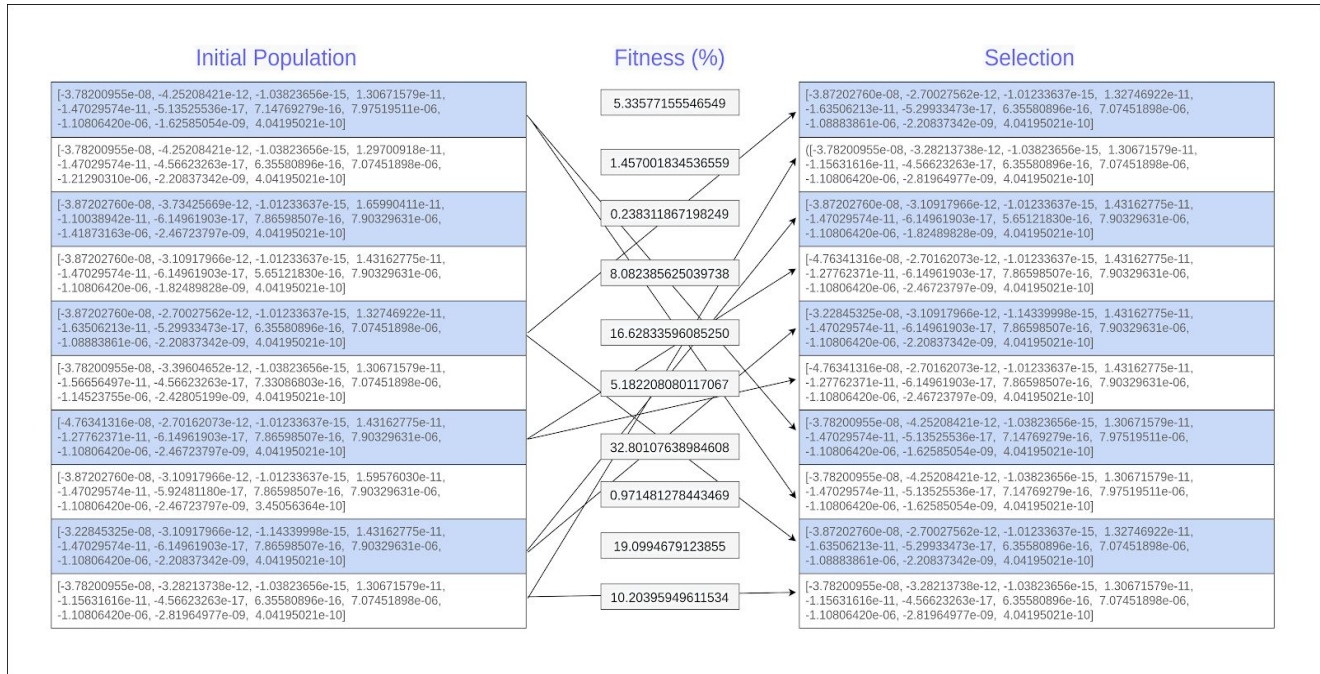 Initial Population
Fitness (%)
Selection
[-3.78200955e-08, -4.25208421e-12, -1.03823656e-15,  1.30671579e-11,
-1.47029574e-11, -5.13525536e-17,  7.14769279e-16,  7.97519511e-06,
-1.10806420e-06, -1.62585054e-09,  4.04195021e-10]
[-3.78200955e-08, -4.25208421e-12, -1.03823656e-15,  1.29700918e-11,
-1.47029574e-11, -4.56623263e-17,  6.35580896e-16,  7.07451898e-06,
-1.21290310e-06, -2.20837342e-09,  4.04195021e-10]
[-3.87202760e-08, -3.73425669e-12, -1.01233637e-15,  1.65990411e-11,
-1.10038942e-11, -6.14961903e-17,  7.86598507e-16,  7.90329631e-06,
-1.41873163e-06, -2.46723797e-09,  4.04195021e-10]
[-3.87202760e-08, -3.10917966e-12, -1.01233637e-15,  1.43162775e-11,
-1.47029574e-11, -6.14961903e-17,  5.65121830e-16,  7.90329631e-06,
-1.10806420e-06, -1.82489828e-09,  4.04195021e-10]
[-3.87202760e-08, -2.70027562e-12, -1.01233637e-15,  1.32746922e-11,
-1.63506213e-11, -5.29933473e-17,  6.35580896e-16,  7.07451898e-06,
-1.08883861e-06, -2.20837342e-09,  4.04195021e-10]
[-3.78200955e-08, -3.39604652e-12, -1.03823656e-15,  1.30671579e-11,
-1.56656497e-11, -4.56623263e-17,  7.33086803e-16,  7.07451898e-06,
-1.14523755e-06, -2.42805199e-09,  4.04195021e-10]
[-4.76341316e-08, -2.70162073e-12, -1.01233637e-15,  1.43162775e-11,
-1.27762371e-11, -6.14961903e-17,  7.86598507e-16,  7.90329631e-06,
-1.10806420e-06, -2.46723797e-09,  4.04195021e-10]
[-3.87202760e-08, -3.10917966e-12, -1.01233637e-15,  1.59576030e-11,
-1.47029574e-11, -5.92481180e-17,  7.86598507e-16,  7.90329631e-06,
-1.10806420e-06, -2.46723797e-09,  3.45056364e-10]
[-3.22845325e-08, -3.10917966e-12, -1.14339998e-15,  1.43162775e-11,
-1.47029574e-11, -6.14961903e-17,  7.86598507e-16,  7.90329631e-06,
-1.10806420e-06, -2.20837342e-09,  4.04195021e-10]
[-3.78200955e-08, -3.28213738e-12, -1.03823656e-15,  1.30671579e-11,
-1.15631616e-11, -4.56623263e-17,  6.35580896e-16,  7.07451898e-06,
-1.10806420e-06, -2.81964977e-09,  4.04195021e-10]
5.33577155546549
1.457001834536559
0.238311867198249
8.082385625039738
16.62833596085250
5.182208080117067
32.80107638984608
0.971481278443469
19.0994679123855
10.20395949611534
[-3.87202760e-08, -2.70027562e-12, -1.01233637e-15,  1.32746922e-11,
-1.63506213e-11, -5.29933473e-17,  6.35580896e-16,  7.07451898e-06,
-1.08883861e-06, -2.20837342e-09,  4.04195021e-10]
([-3.78200955e-08, -3.28213738e-12, -1.03823656e-15,  1.30671579e-11,
-1.15631616e-11, -4.56623263e-17,  6.35580896e-16,  7.07451898e-06,
-1.10806420e-06, -2.81964977e-09,  4.04195021e-10]
[-3.87202760e-08, -3.10917966e-12, -1.01233637e-15,  1.43162775e-11,
-1.47029574e-11, -6.14961903e-17,  5.65121830e-16,  7.90329631e-06,
-1.10806420e-06, -1.82489828e-09,  4.04195021e-10]
[-4.76341316e-08, -2.70162073e-12, -1.01233637e-15,  1.43162775e-11,
-1.27762371e-11, -6.14961903e-17,  7.86598507e-16,  7.90329631e-06,
-1.10806420e-06, -2.46723797e-09,  4.04195021e-10]
[-3.22845325e-08, -3.10917966e-12, -1.14339998e-15,  1.43162775e-11,
-1.47029574e-11, -6.14961903e-17,  7.86598507e-16,  7.90329631e-06,
-1.10806420e-06, -2.20837342e-09,  4.04195021e-10]
[-4.76341316e-08, -2.70162073e-12, -1.01233637e-15,  1.43162775e-11,
-1.27762371e-11, -6.14961903e-17,  7.86598507e-16,  7.90329631e-06,
-1.10806420e-06, -2.46723797e-09,  4.04195021e-10]
[-3.78200955e-08, -4.25208421e-12, -1.03823656e-15,  1.30671579e-11,
-1.47029574e-11, -5.13525536e-17,  7.14769279e-16,  7.97519511e-06,
-1.10806420e-06, -1.62585054e-09,  4.04195021e-10]
[-3.78200955e-08, -4.25208421e-12, -1.03823656e-15,  1.30671579e-11,
-1.47029574e-11, -5.13525536e-17,  7.14769279e-16,  7.97519511e-06,
-1.10806420e-06, -1.62585054e-09,  4.04195021e-10]
[-3.87202760e-08, -2.70027562e-12, -1.01233637e-15,  1.32746922e-11,
-1.63506213e-11, -5.29933473e-17,  6.35580896e-16,  7.07451898e-06,
-1.08883861e-06, -2.20837342e-09,  4.04195021e-10]
[-3.78200955e-08, -3.28213738e-12, -1.03823656e-15,  1.30671579e-11,
-1.15631616e-11, -4.56623263e-17,  6.35580896e-16,  7.07451898e-06,
-1.10806420e-06, -2.81964977e-09,  4.04195021e-10]